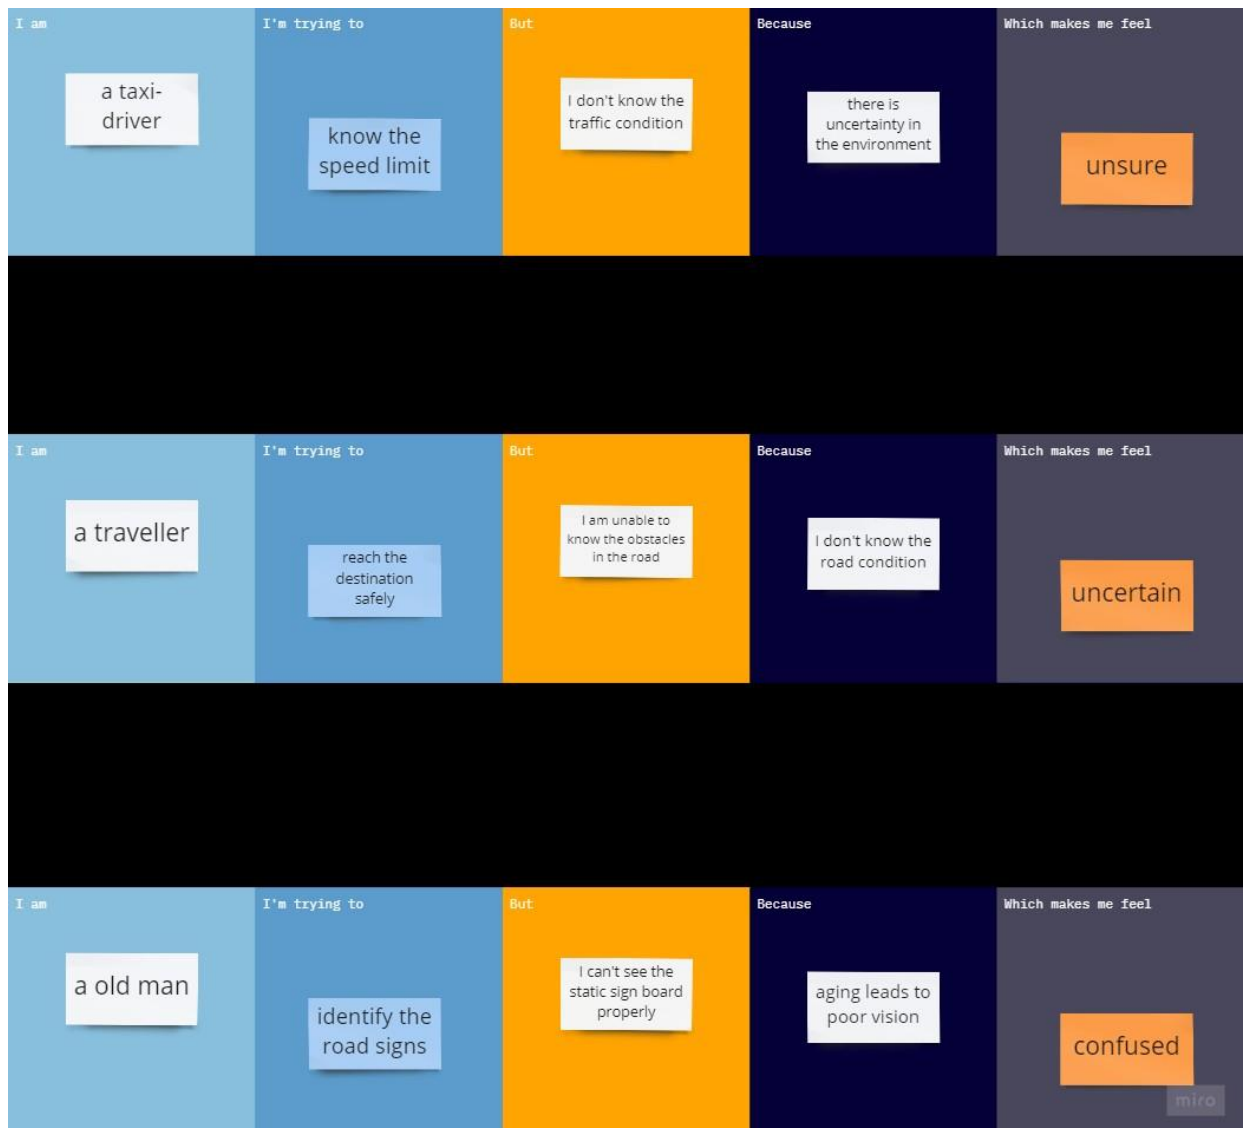 I am
a taxi-
driver
I'm trying to
know the
speed limit
But
I don't know the
traffic condition
Because
there is
uncertainty in
the environment
Which makes me feel
unsure
I am
a traveller
I'm trying to
reach the
destination
safely
But
I am unable to
know the obstacles
in the road
Because
I don't know the
road condition
Which makes me feel
uncertain
I am
a old man
I'm trying to
identify the
road signs
But
I can't see the
static sign board
properly
Because
aging leads to
poor vision
Which makes me feel
confused
miro